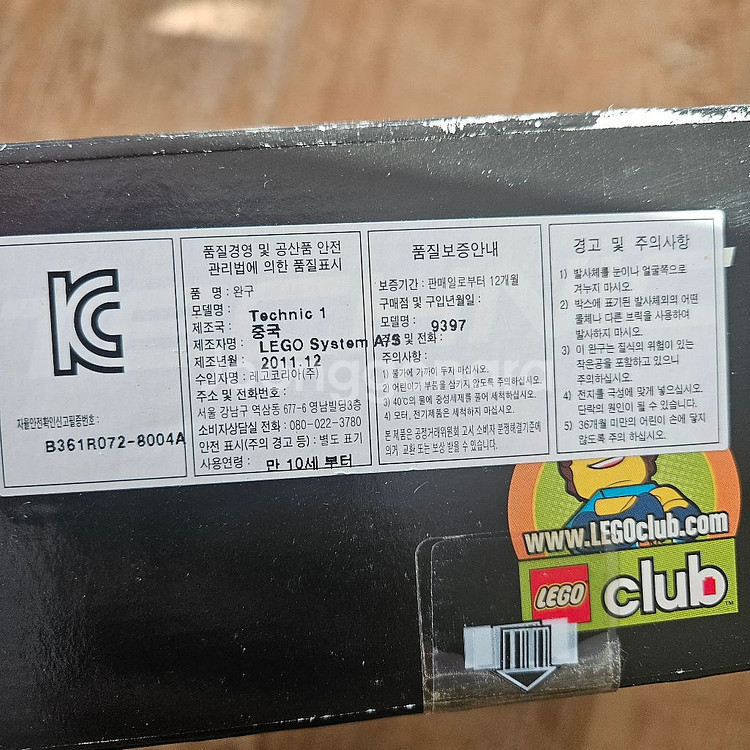 자율안전확인신고필증번호 :
B361R072-8004A
품질경영 및 공산품 안전
관리법에 의한 품질표시
품 명 : 완구
모델명 : Technic 1
제조국 : 중국
제조자명 : LEGO System A/S
제조년월 : 2011.12
수입자명 : 레고코리아(주)
주소 및 전화번호 :
서울 강남구 역삼동 677-6 영남빌딩9층
소비자상담실 전화 : 080-022-3780
안전 표시(주의 경고 등) : 별도 표기
사용연령 : 만 10세 부터
품질보증안내
보증기간 : 판매일로부터 12개월
구매점 및 구입년월일 :
모델명 : 9397
및 전화 :
주의사항 :
1) 불가에 가까이 두지 마십시오.
2) 어린이가 부품을 삼키지 않도록 주의하십시오.
3) 40℃의 물에 중성세제를 풀어 세척하십시오.
4) 모터, 전기제품은 세척하지 마십시오.
본 제품은 공정거래위원회 고시 소비자 분쟁해결기준에
의거 교환 또는 보상 받을 수 있습니다.
경고 및 주의사항
1) 발사체를 눈이나 얼굴쪽으로
겨누지 마시오.
2) 박스에 표기된 발사체외의 어떤
물체나 다른 브릭을 사용하여
발사하지 마시오.
3) 이 완구는 질식의 위험이 있는
작은공을 포함하고 있으니
주의하십시오.
4) 전지를 극성에 맞게 넣으십시오.
단락의 원인이 될 수 있습니다.
5) 36개월 미만의 어린이 손에 닿지
않도록 주의 하십시오.
www.LEGOclub.com
LEGO club™